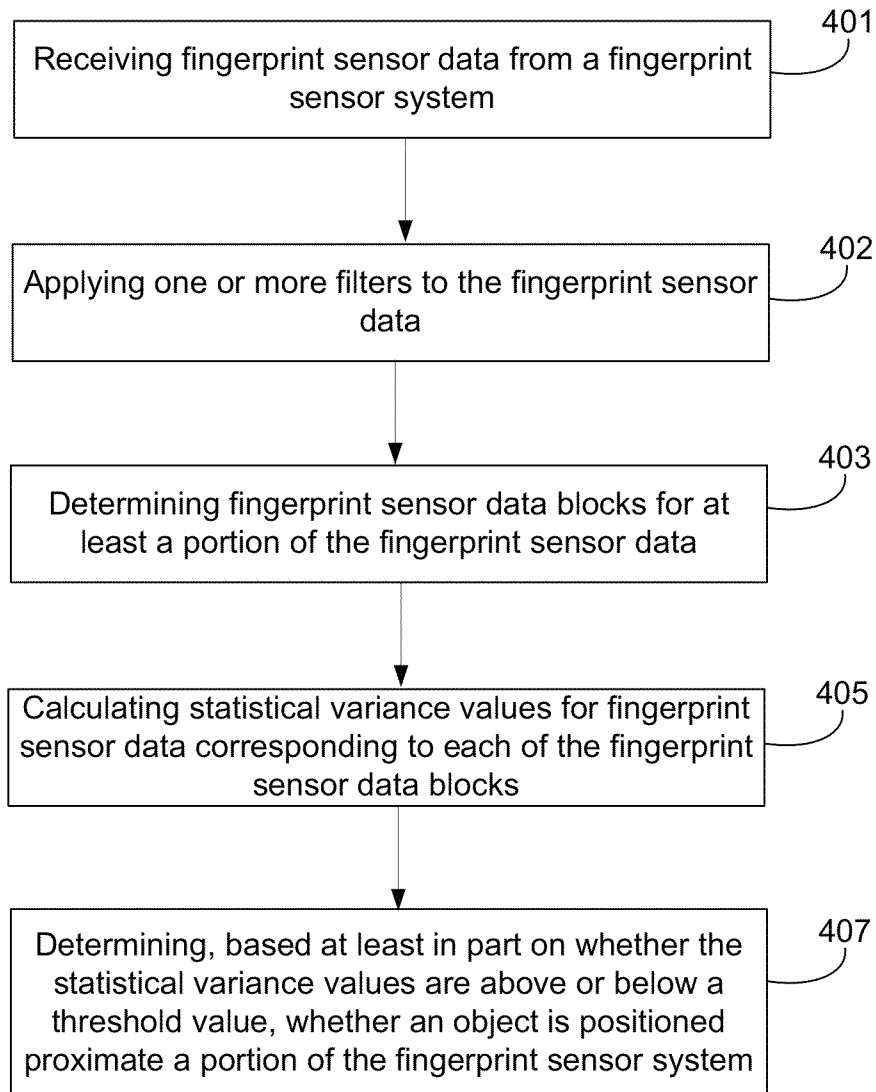 401
Receiving fingerprint sensor data from a fingerprint
sensor system
402
Applying one or more filters to the fingerprint sensor
data
403
Determining fingerprint sensor data blocks for at
least a portion of the fingerprint sensor data
405
Calculating statistical variance values for fingerprint
sensor data corresponding to each of the fingerprint
sensor data blocks
407
Determining, based at least in part on whether the
statistical variance values are above or below a
threshold value, whether an object is positioned
proximate a portion of the fingerprint sensor system